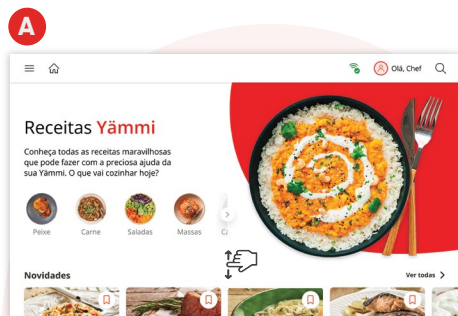 A
Olá, Chef
Receitas Yämmi
Conheça todas as receitas maravilhosas
que pode fazer com a preciosa ajuda da
sua Yämmi. O que vai cozinhar hoje?
Peixe Carne Saladas Massas
Novidades Ver todas